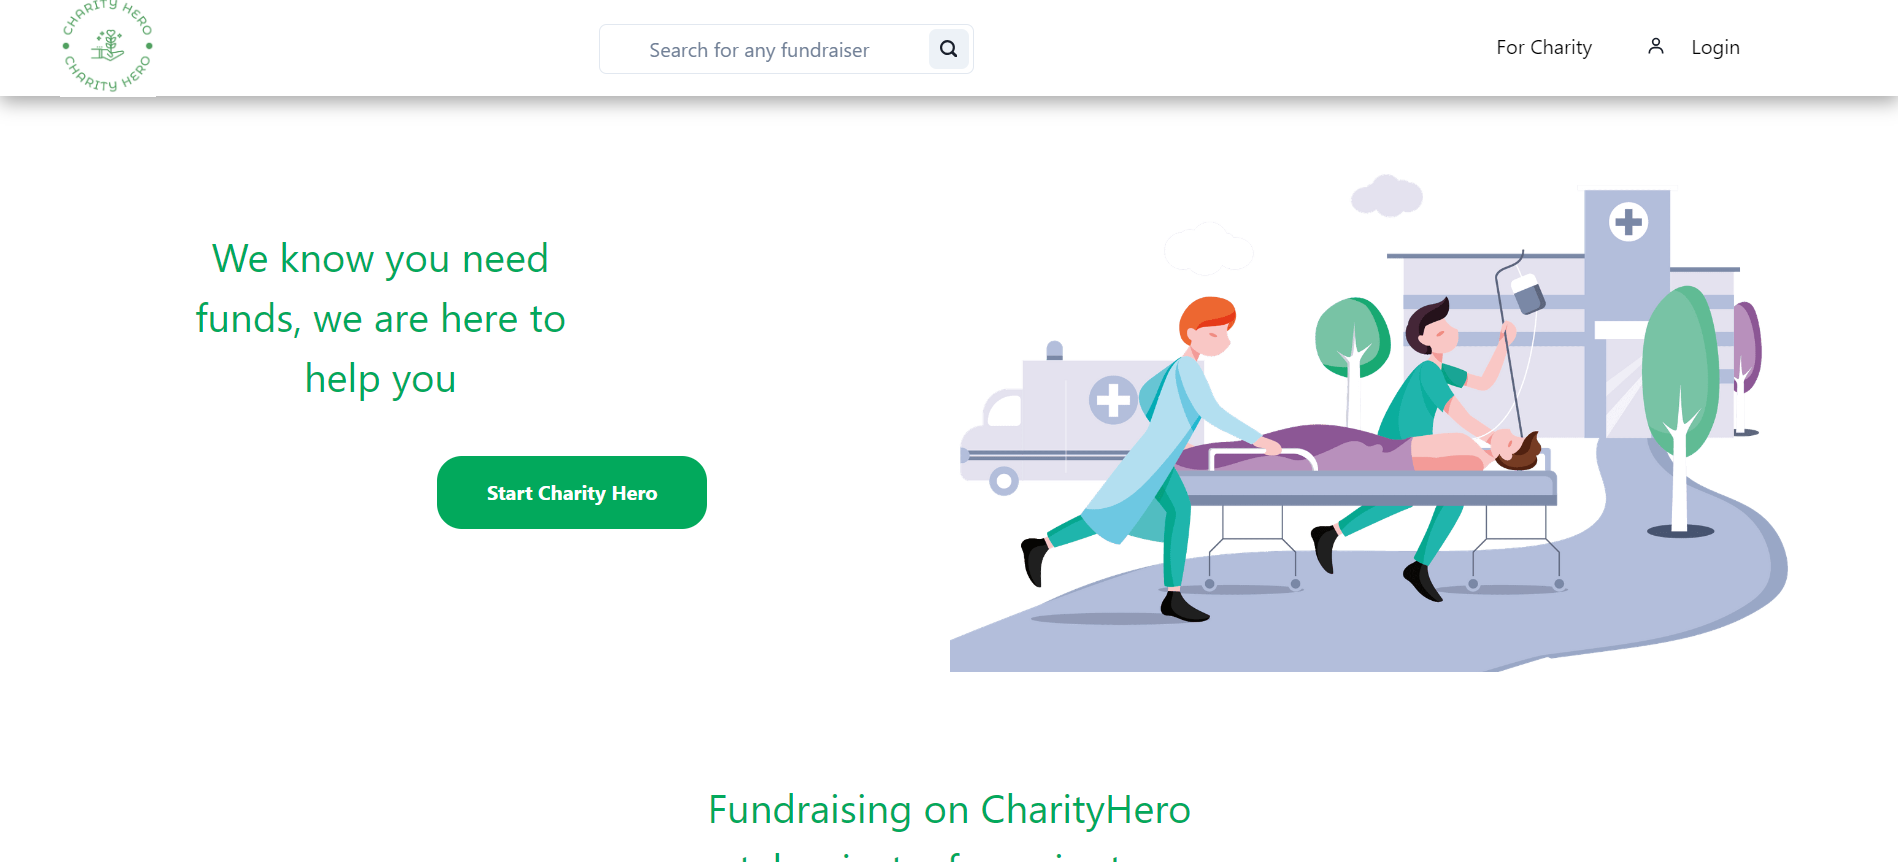 CHARITY HERO
CHARITY HERO
Search for any fundraiser
For Charity
Login
We know you need
funds, we are here to
help you
Start Charity Hero
Fundraising on CharityHero